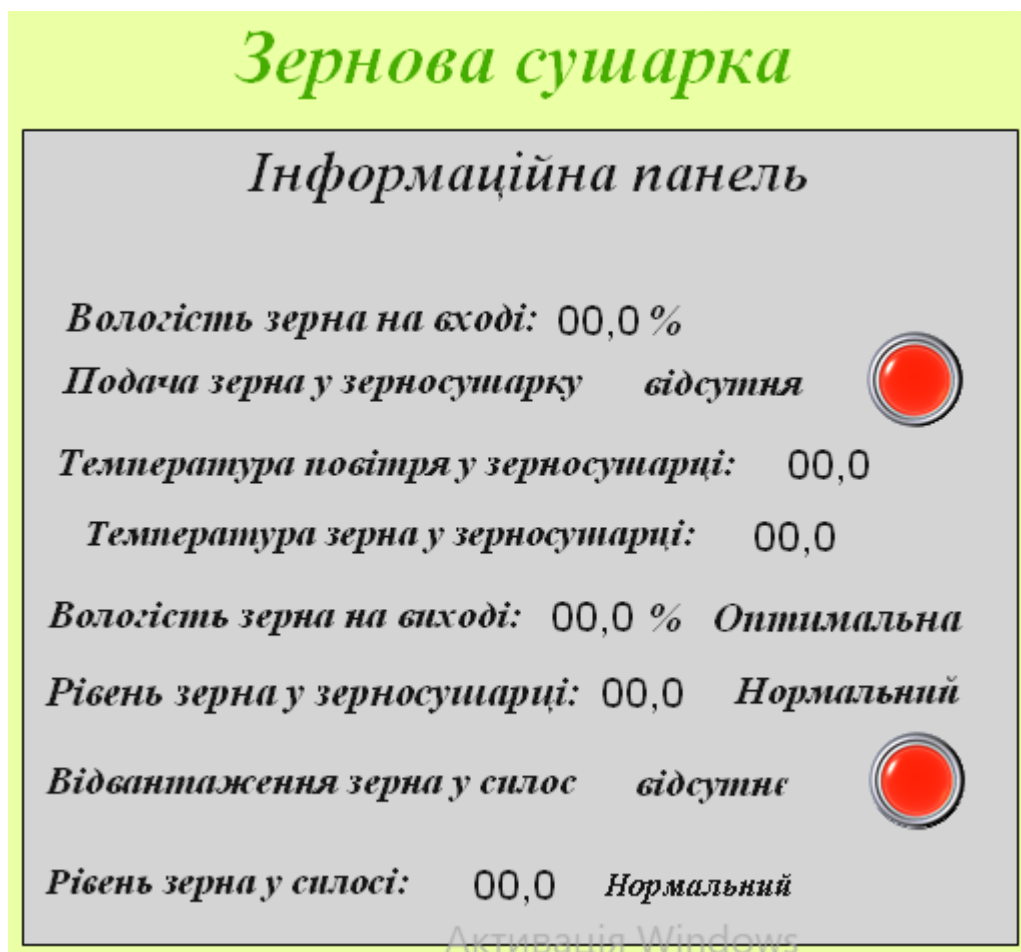 Зернова сушарка
Інформаційна панель
Вологість зерна на вході: 00,0 %
Подача зерна у зерносушарку відсутня
Температура повітря у зерносушарці: 00,0
Температура зерна у зерносушарці: 00,0
Вологість зерна на виході: 00,0 % Оптимальна
Рівень зерна у зерносушарці: 00,0 Нормальний
Відвантаження зерна у силос відсутнє
Рівень зерна у силосі: 00,0 Нормальний
Активація Windows